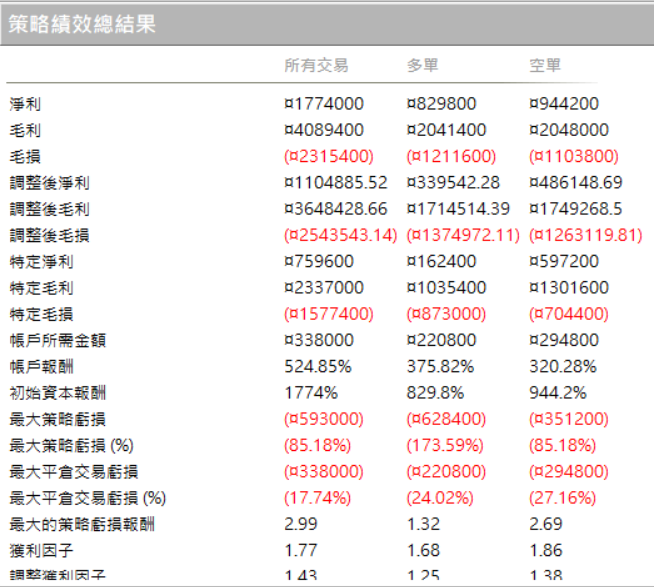 策略績效總結果
所有交易 多單 空單
淨利 ¤1774000 ¤829800 ¤944200
毛利 ¤4089400 ¤2041400 ¤2048000
毛損 (¤2315400) (¤1211600) (¤1103800)
調整後淨利 ¤1104885.52 ¤339542.28 ¤486148.69
調整後毛利 ¤3648428.66 ¤1714514.39 ¤1749268.5
調整後毛損 (¤2543543.14) (¤1374972.11) (¤1263119.81)
特定淨利 ¤759600 ¤162400 ¤597200
特定毛利 ¤2337000 ¤1035400 ¤1301600
特定毛損 (¤1577400) (¤873000) (¤704400)
帳戶所需金額 ¤338000 ¤220800 ¤294800
帳戶報酬 524.85% 375.82% 320.28%
初始資本報酬 1774% 829.8% 944.2%
最大策略虧損 (¤593000) (¤628400) (¤351200)
最大策略虧損 (%) (85.18%) (173.59%) (85.18%)
最大平倉交易虧損 (¤338000) (¤220800) (¤294800)
最大平倉交易虧損 (%) (17.74%) (24.02%) (27.16%)
最大的策略虧損報酬 2.99 1.32 2.69
獲利因子 1.77 1.68 1.86
調整獲利因子 1.43 1.25 1.38